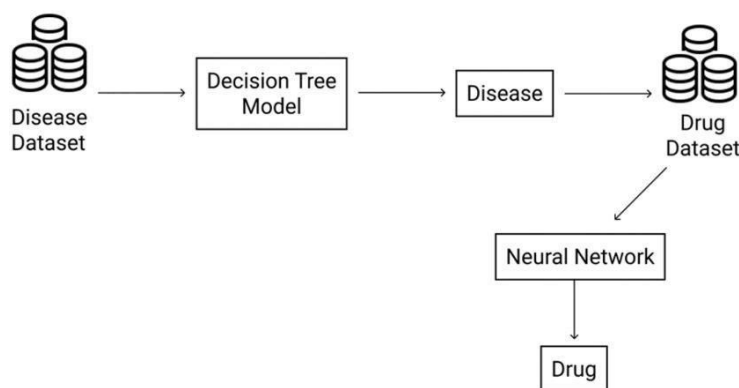 Disease
Dataset
Decision Tree
Model
Disease
Drug
Dataset
Neural Network
Drug